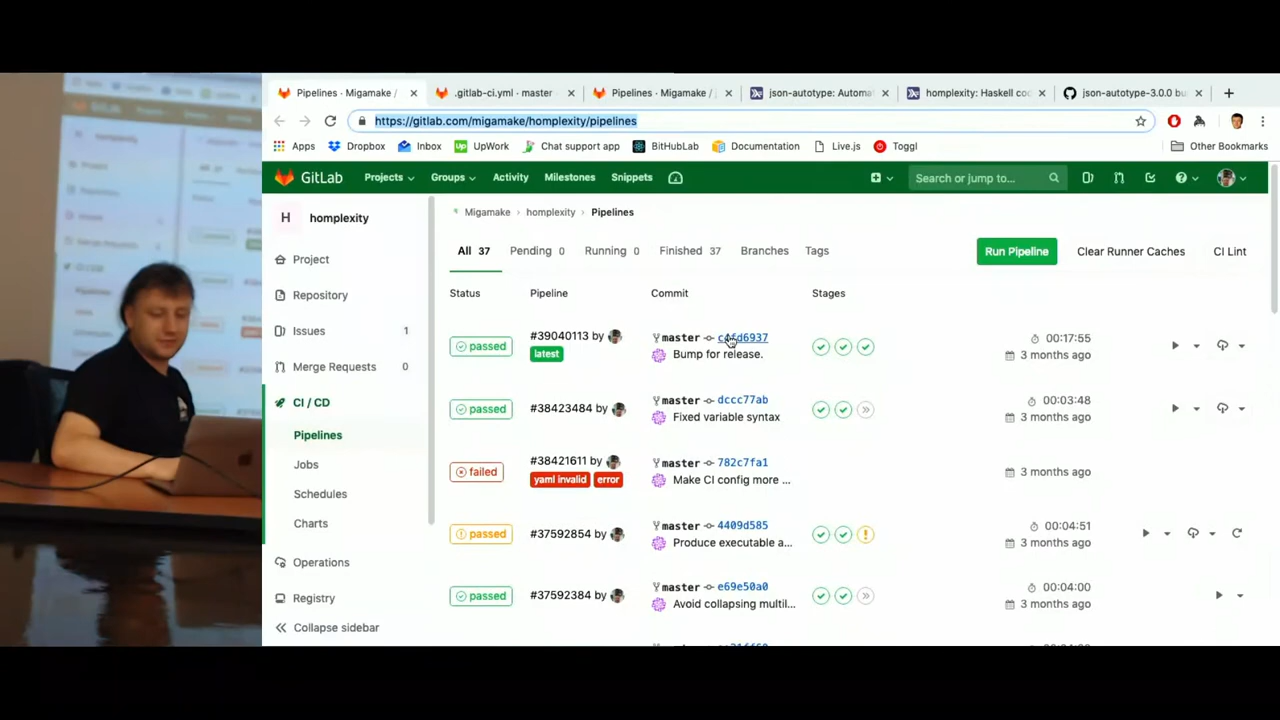 Pipelines · Migamake /
.gitlab-ci.yml · master
Pipelines · Migamake /
json-autotype: Automa
homplexity: Haskell co
json-autotype-3.0.0 bu
https://gitlab.com/migamake/homplexity/pipelines
Apps
Dropbox
Inbox
Up UpWork
Chat support app
BitHubLab
Documentation
Live.js
Toggl
Other Bookmarks
GitLab
Projects
Groups
Activity
Milestones
Snippets
Search or jump to...
H homplexity
Project
Repository
Issues 1
Merge Requests 0
CI / CD
Pipelines
Jobs
Schedules
Charts
Operations
Registry
Collapse sidebar
Migamake › homplexity › Pipelines
All 37 Pending 0 Running 0 Finished 37 Branches Tags
Run Pipeline
Clear Runner Caches
CI Lint
Status Pipeline Commit Stages
passed #39040113 by master 00:17:55
latest Bump for release. 3 months ago
passed #38423484 by master dccc77ab 00:03:48
Fixed variable syntax 3 months ago
failed #38421611 by master 782c7fa1
yaml invalid error Make CI config more ... 3 months ago
passed #37592854 by master 4409d585 00:04:51
Produce executable a... 3 months ago
passed #37592384 by master e69e50a0 00:04:00
Avoid collapsing multil... 3 months ago